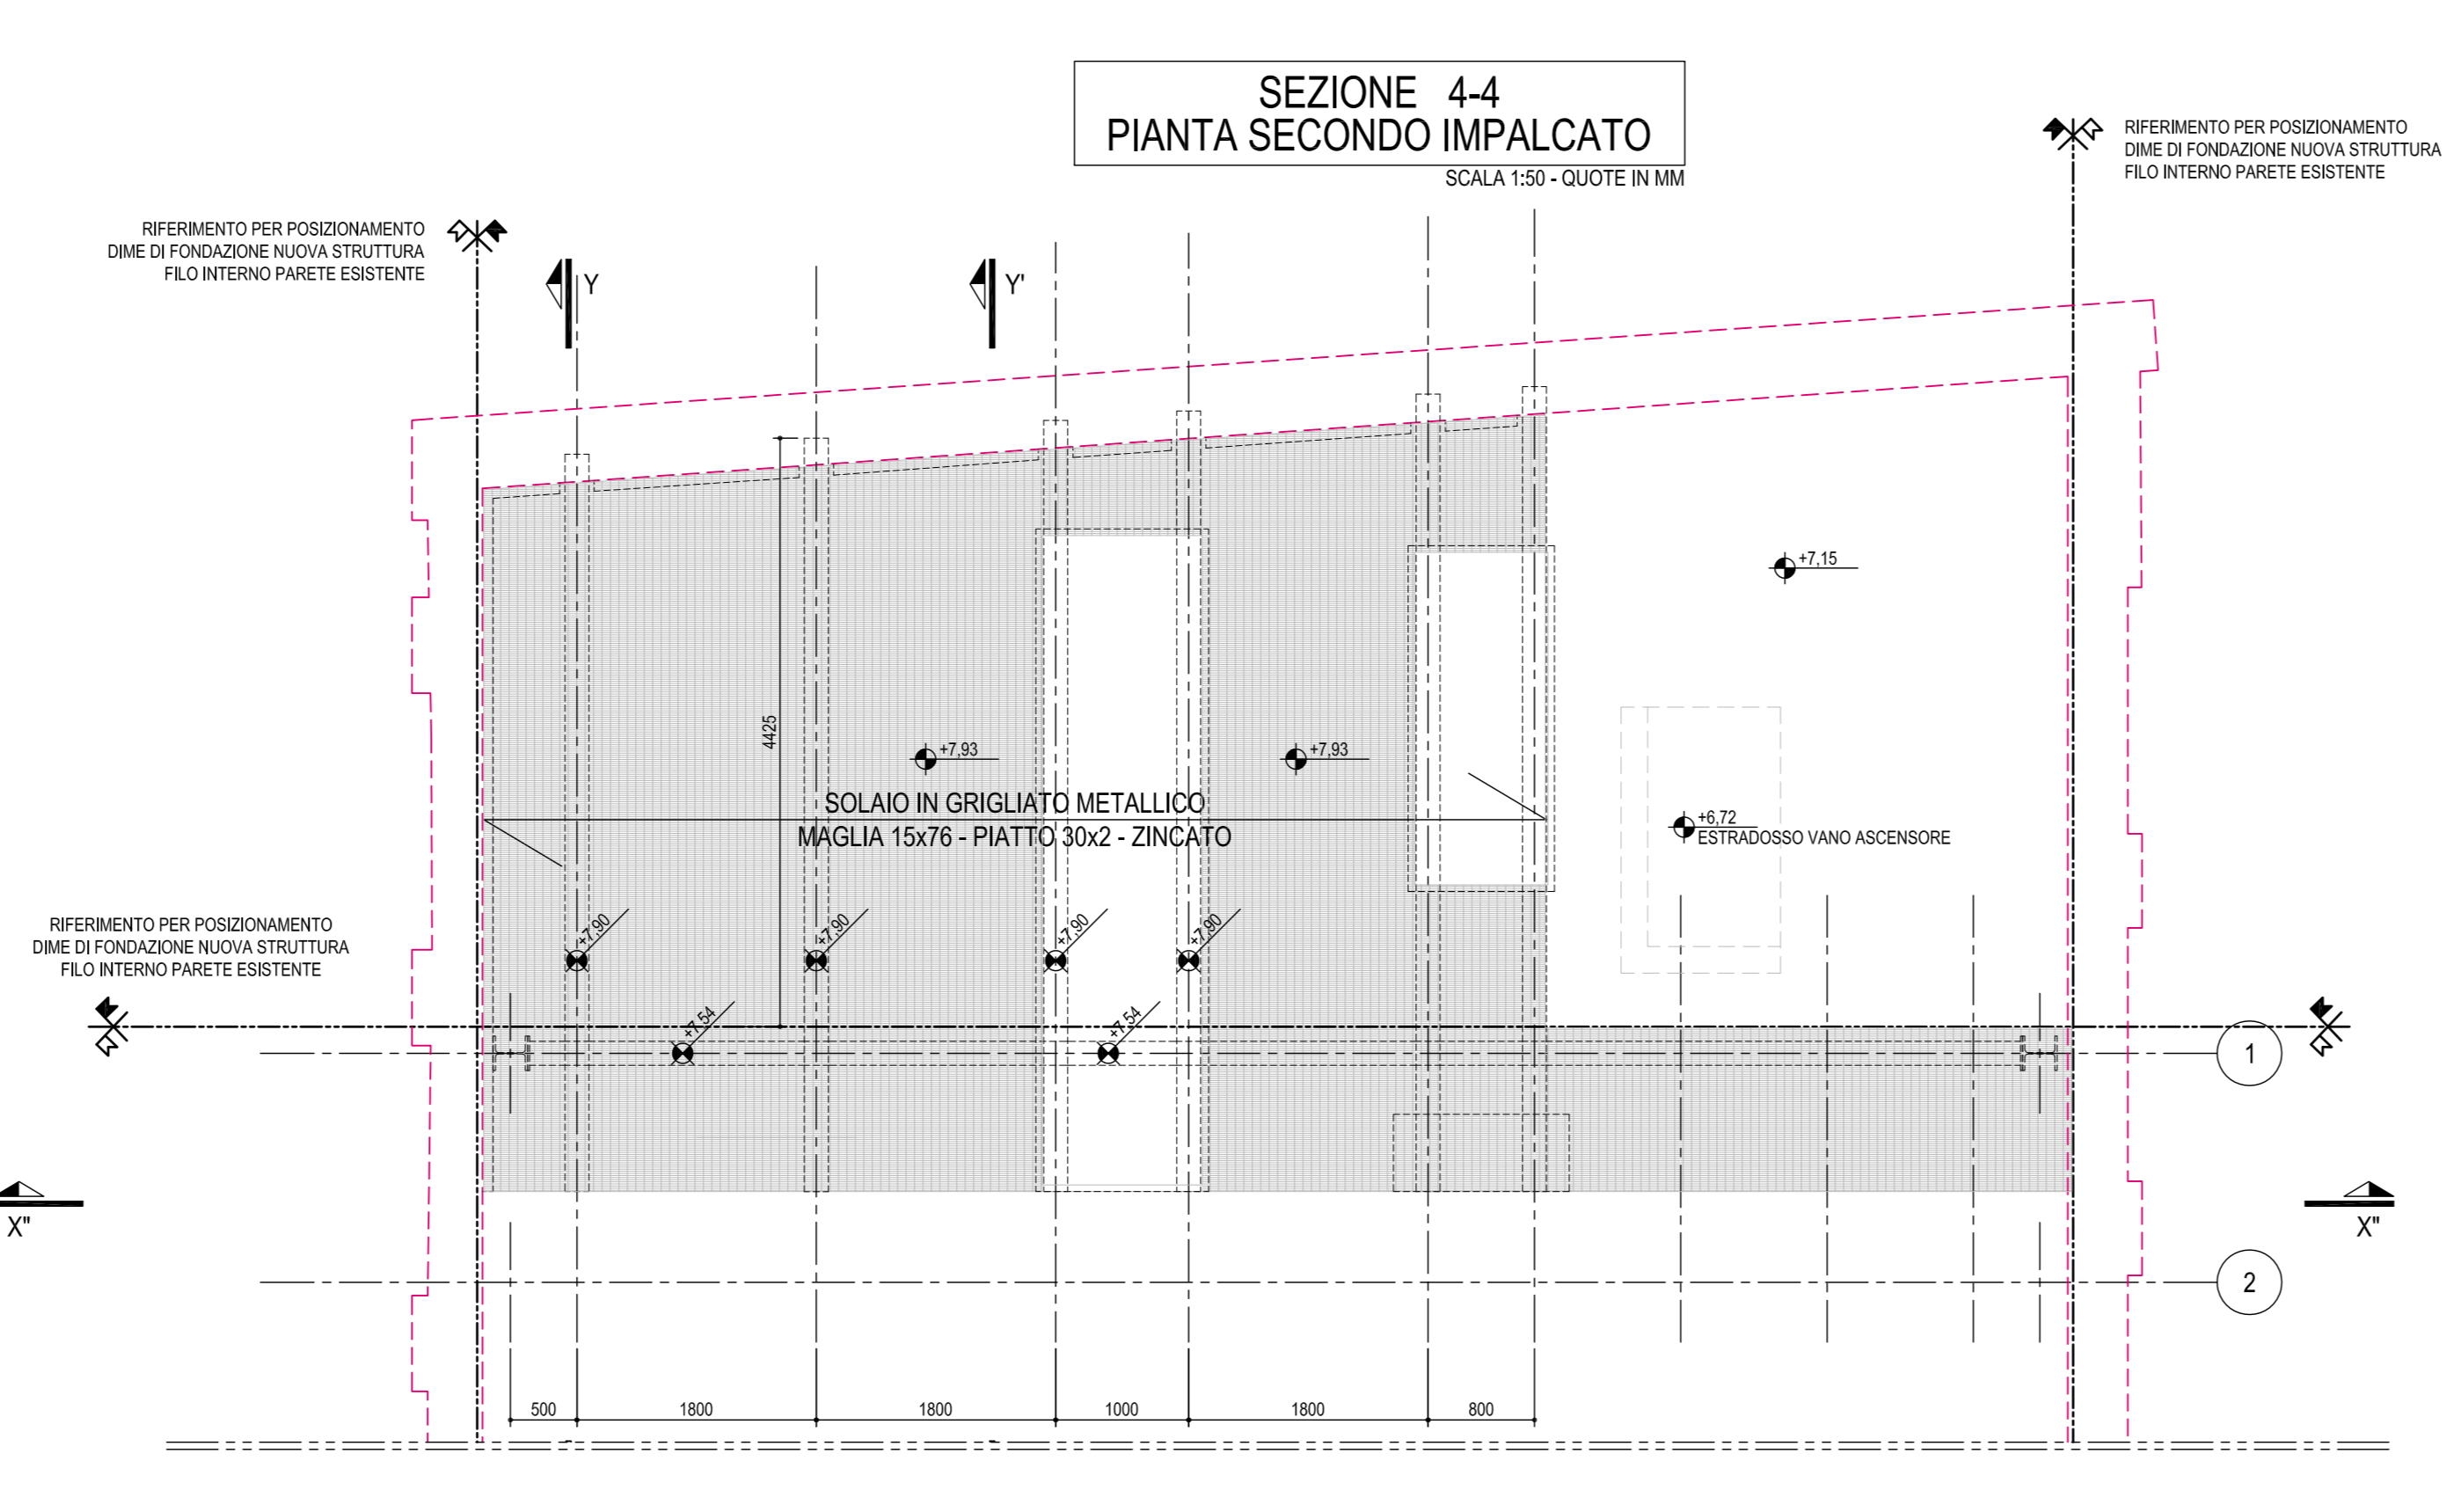 SEZIONE 4-4
PIANTA SECONDO IMPALCATO
SCALA 1:50 - QUOTE IN MM
RIFERIMENTO PER POSIZIONAMENTO
DIME DI FONDAZIONE NUOVA STRUTTURA
FILO INTERNO PARETE ESISTENTE
RIFERIMENTO PER POSIZIONAMENTO
DIME DI FONDAZIONE NUOVA STRUTTURA
FILO INTERNO PARETE ESISTENTE
Y
Y'
+7,15
4425
+7,93
+7,93
SOLAIO IN GRIGLIATO METALLICO
MAGLIA 15x76 - PIATTO 30x2 - ZINCATO
+6,72
ESTRADOSSO VANO ASCENSORE
RIFERIMENTO PER POSIZIONAMENTO
DIME DI FONDAZIONE NUOVA STRUTTURA
FILO INTERNO PARETE ESISTENTE
+7,90
+7,90
+7,90
+7,90
+7,54
+7,54
1
X"
X"
2
500
1800
1800
1000
1800
800